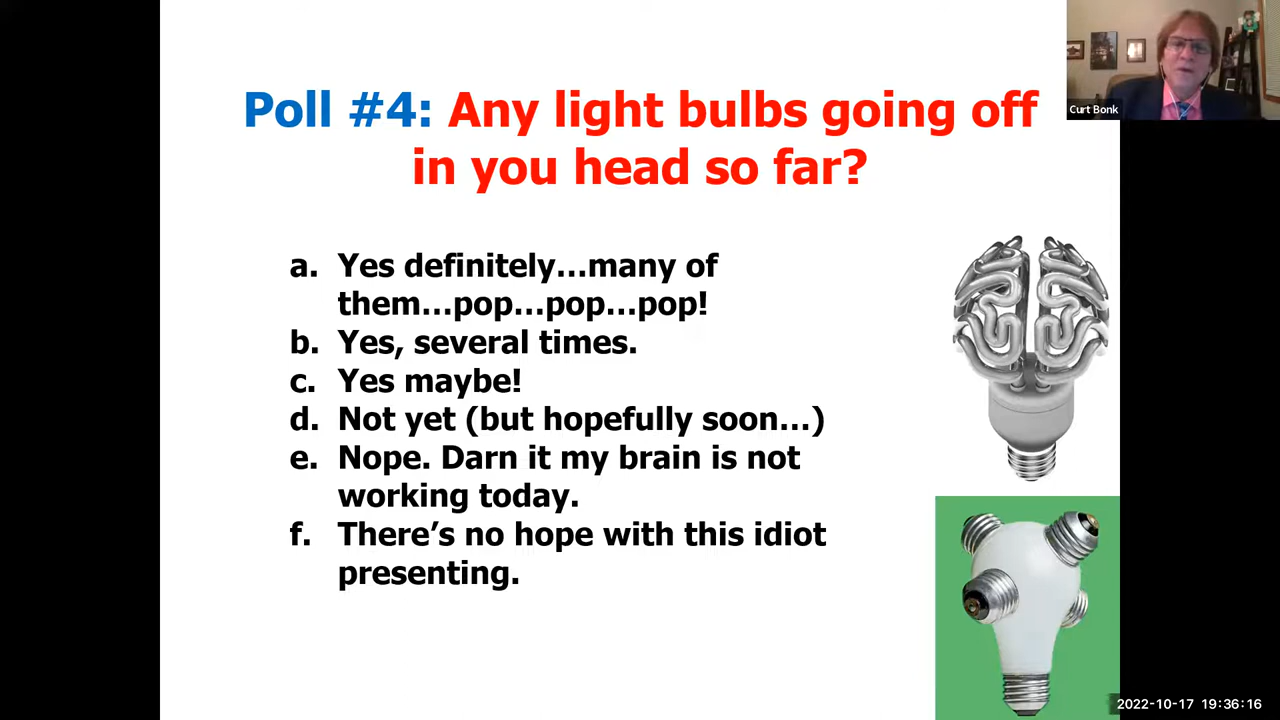 Poll #4: Any light bulbs going off
in you head so far?
a. Yes definitely...many of
them...pop...pop...pop!
b. Yes, several times.
c. Yes maybe!
d. Not yet (but hopefully soon...)
e. Nope. Darn it my brain is not
working today.
f. There’s no hope with this idiot
presenting.
Curt Bonk
2022-10-17 19:36:16